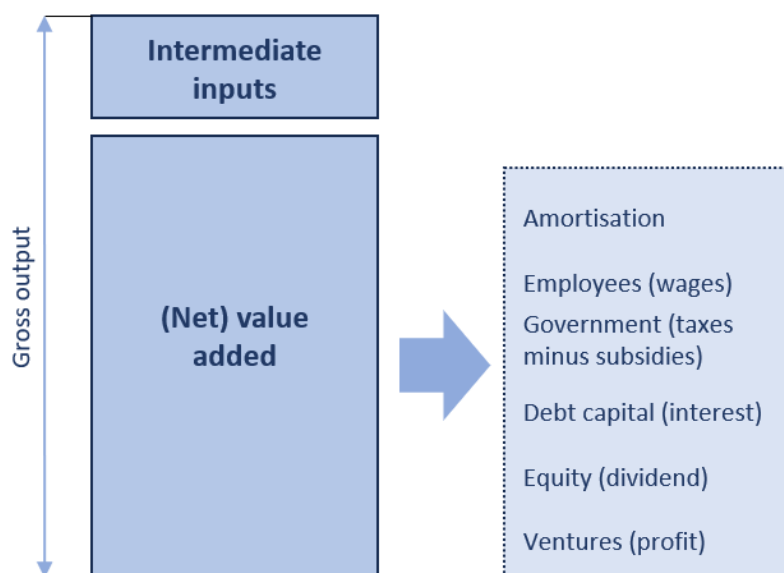 Intermediate
inputs
Gross output
(Net) value
added
Amortisation
Employees (wages)
Government (taxes
minus subsidies)
Debt capital (interest)
Equity (dividend)
Ventures (profit)